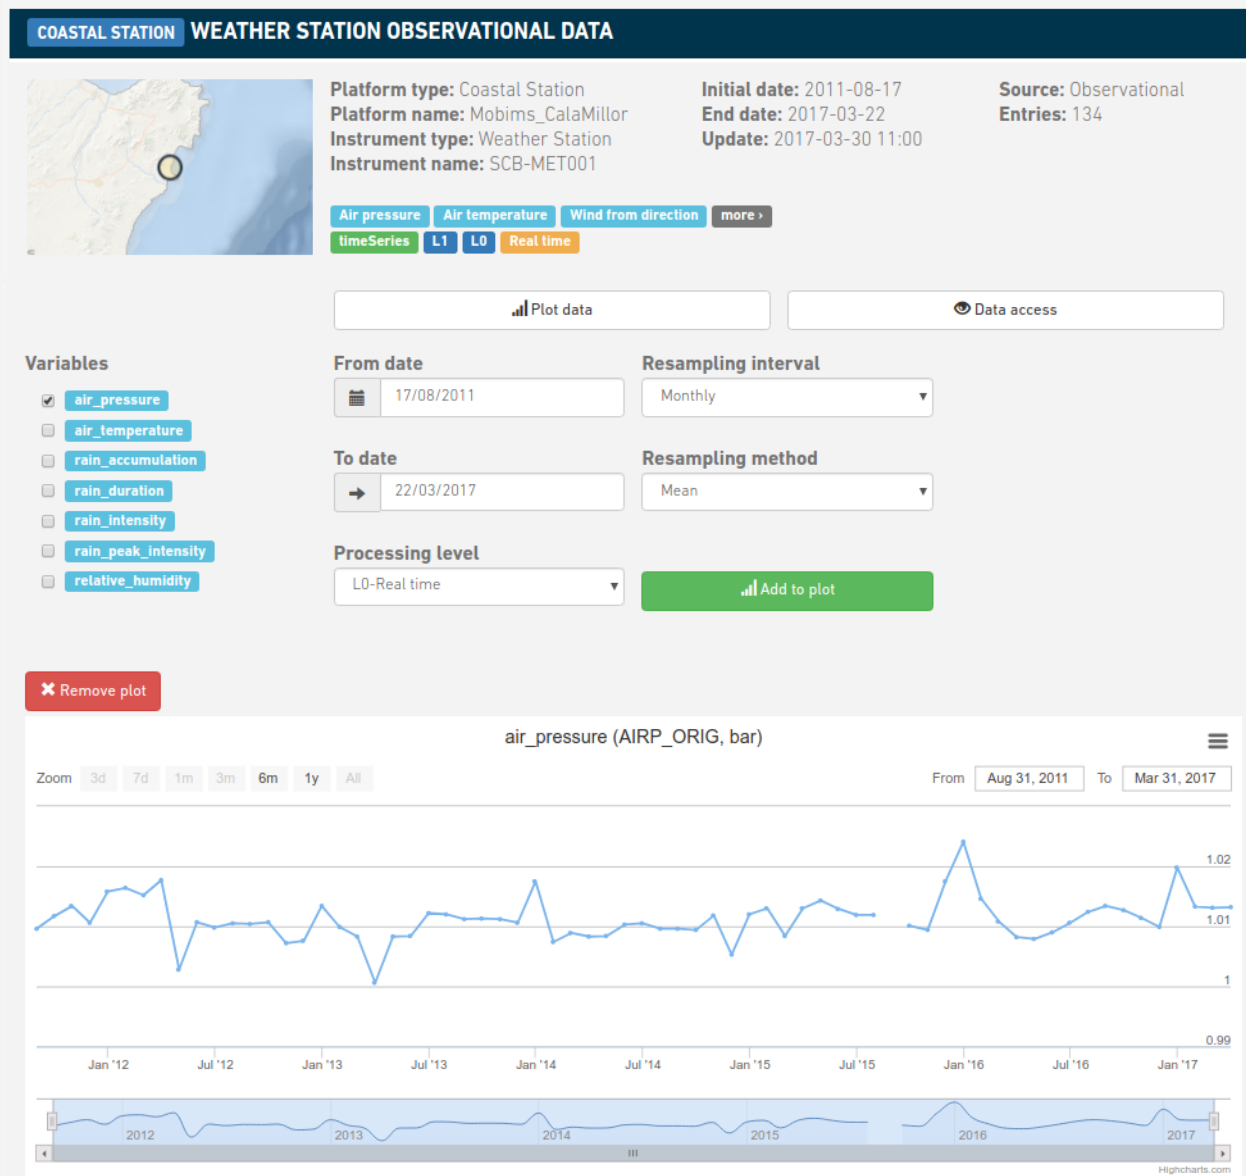 COASTAL STATION WEATHER STATION OBSERVATIONAL DATA
Platform type: Coastal Station
Platform name: Mobims_CalaMillor
Instrument type: Weather Station
Instrument name: SCB-MET001
Initial date: 2011-08-17
End date: 2017-03-22
Update: 2017-03-30 11:00
Source: Observational
Entries: 134
Air pressure Air temperature Wind from direction more ›
timeSeries L1 L0 Real time
Plot data
Data access
Variables
air_pressure
air_temperature
rain_accumulation
rain_duration
rain_intensity
rain_peak_intensity
relative_humidity
From date
17/08/2011
Resampling interval
Monthly
To date
22/03/2017
Resampling method
Mean
Processing level
L0-Real time
Add to plot
Remove plot
air_pressure (AIRP_ORIG, bar)
Zoom 3d 7d 1m 3m 6m 1y All
From Aug 31, 2011 To Mar 31, 2017
1.02
1.01
1
0.99
Jan '12 Jul '12 Jan '13 Jul '13 Jan '14 Jul '14 Jan '15 Jul '15 Jan '16 Jul '16 Jan '17
2012 2013 2014 2015 2016 2017
Highcharts.com